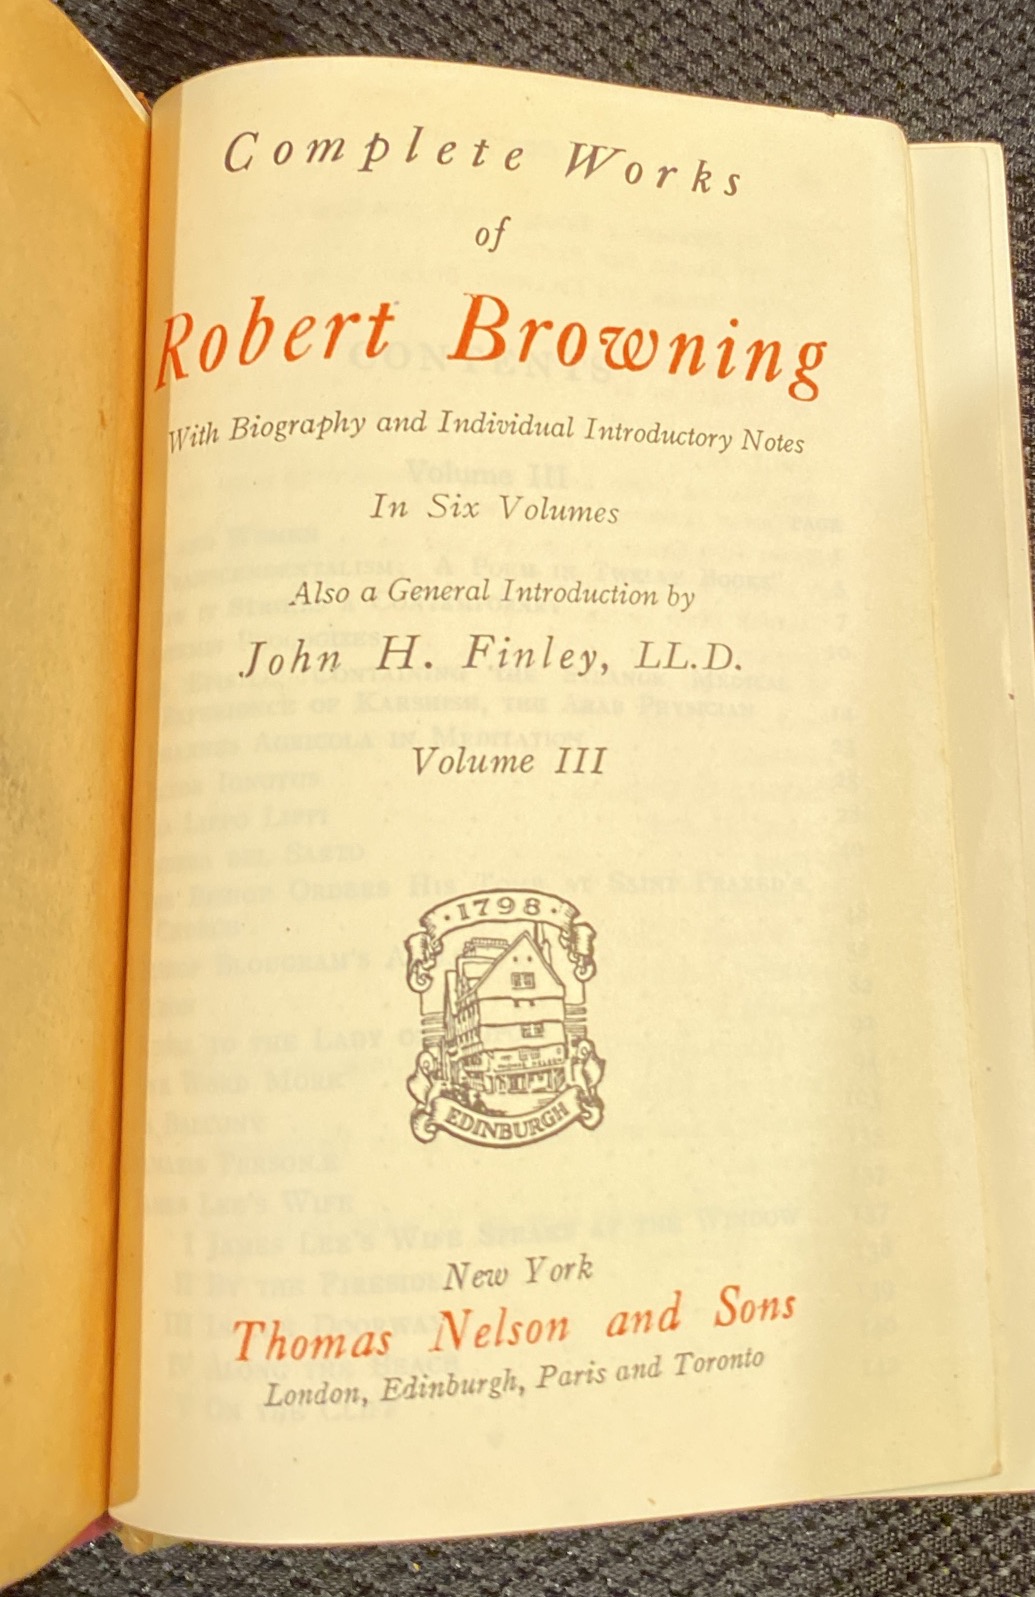 Complete Works
of
Robert Browning
With Biography and Individual Introductory Notes
In Six Volumes
Also a General Introduction by
John H. Finley, LL.D.
Volume III
·1798·
EDINBURGH
New York
Thomas Nelson and Sons
London, Edinburgh, Paris and Toronto